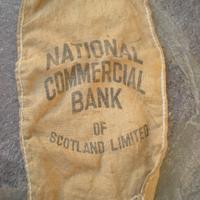 NATIONAL
COMMERCIAL
BANK
OF
SCOTLAND LIMITED